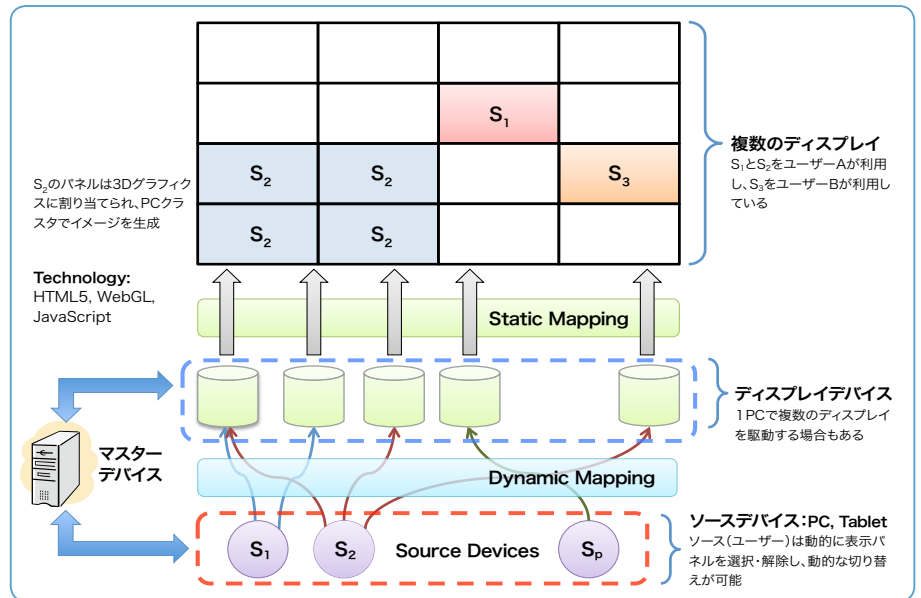 S₁
S₂
S₂
S₃
S₂
S₂
複数のディスプレイ
S₁とS₂をユーザーAが利用
し、S₃をユーザーBが利用し
ている
S₂のパネルは3Dグラフィク
スに割り当てられ、PCクラ
スタでイメージを生成
Technology:
HTML5, WebGL,
JavaScript
Static Mapping
ディスプレイデバイス
1PCで複数のディスプレイ
を駆動する場合もある
マスター
デバイス
Dynamic Mapping
S₁
S₂
Source Devices
Sₚ
ソースデバイス：PC, Tablet
ソース（ユーザー）は動的に表示パ
ネルを選択・解除し、動的な切り替
えが可能